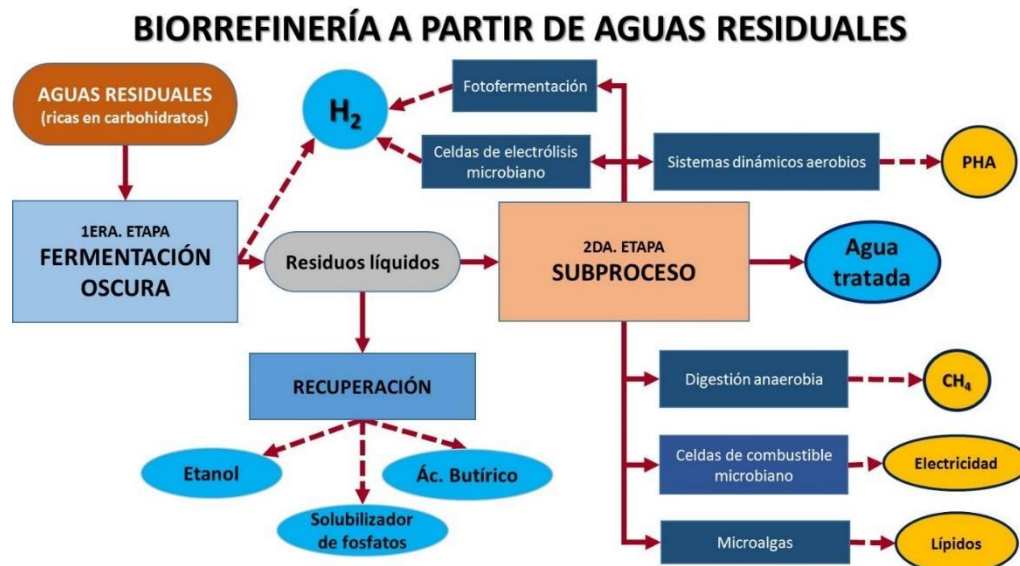 BIORREFINERÍA A PARTIR DE AGUAS RESIDUALES
AGUAS RESIDUALES
(ricas en carbohidratos)
H₂
Fotofermentación
Celdas de electrólisis
microbiano
Sistemas dinámicos aerobios
PHA
1ERA. ETAPA
FERMENTACIÓN
OSCURA
Residuos líquidos
2DA. ETAPA
SUBPROCESO
Agua
tratada
RECUPERACIÓN
Etanol
Ác. Butírico
Solubilizador
de fosfatos
Digestión anaerobia
CH₄
Celdas de combustible
microbiano
Electricidad
Microalgas
Lípidos